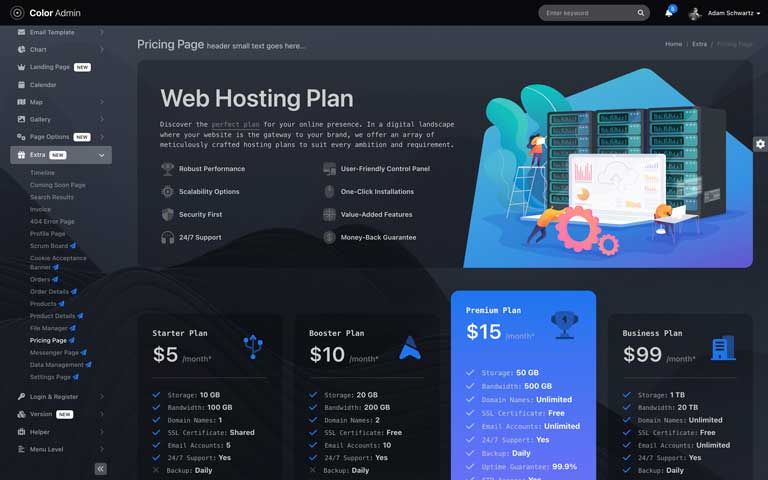 Color Admin
Enter keyword
5
Adam Schwartz
Email Template
Chart
Landing Page NEW
Calendar
Map
Gallery
Page Options NEW
Extra NEW
Timeline
Coming Soon Page
Search Results
Invoice
404 Error Page
Profile Page
Scrum Board
Cookie Acceptance
Banner
Orders
Order Details
Products
Product Details
File Manager
Pricing Page
Messenger Page
Data Management
Settings Page
Login & Register
Version NEW
Helper
Menu Level
Pricing Page header small text goes here...
Home / Extra / Pricing Page
Web Hosting Plan
Discover the perfect plan for your online presence. In a digital landscape
where your website is the gateway to your brand, we offer an array of
meticulously crafted hosting plans to suit every ambition and requirement.
Robust Performance
User-Friendly Control Panel
Scalability Options
One-Click Installations
Security First
Value-Added Features
24/7 Support
Money-Back Guarantee
Starter Plan
$5 /month*
Storage: 10 GB
Bandwidth: 100 GB
Domain Names: 1
SSL Certificate: Shared
Email Accounts: 5
24/7 Support: Yes
Backup: Daily
Booster Plan
$10 /month*
Storage: 20 GB
Bandwidth: 200 GB
Domain Names: 2
SSL Certificate: Free
Email Accounts: 10
24/7 Support: Yes
Backup: Daily
Premium Plan
$15 /month*
1
Storage: 50 GB
Bandwidth: 500 GB
Domain Names: Unlimited
SSL Certificate: Free
Email Accounts: Unlimited
24/7 Support: Yes
Backup: Daily
Uptime Guarantee: 99.9%
Business Plan
$99 /month*
Storage: 1 TB
Bandwidth: 20 TB
Domain Names: Unlimited
SSL Certificate: Free
Email Accounts: Unlimited
24/7 Support: Yes
Backup: Daily